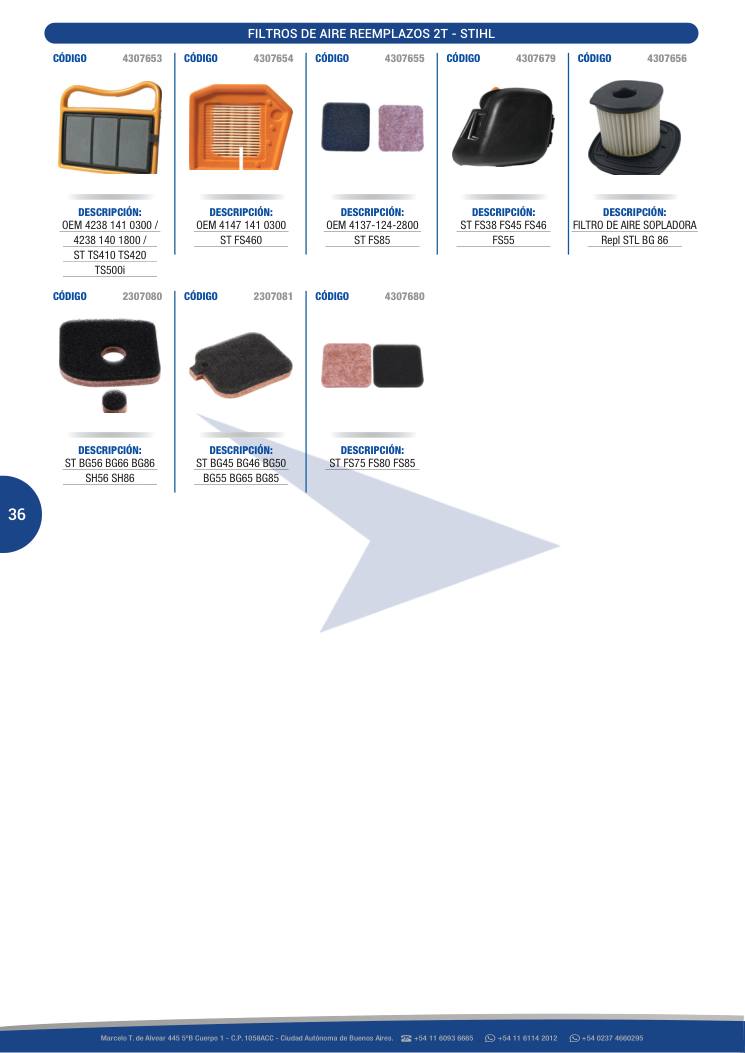 FILTROS DE AIRE REEMPLAZOS 2T - STIHL
CÓDIGO 4307653
DESCRIPCIÓN:
OEM 4238 141 0300 /
4238 140 1800 /
ST TS410 TS420
TS500i
CÓDIGO 4307654
DESCRIPCIÓN:
OEM 4147 141 0300
ST FS460
CÓDIGO 4307655
DESCRIPCIÓN:
OEM 4137-124-2800
ST FS85
CÓDIGO 4307679
DESCRIPCIÓN:
ST FS38 FS45 FS46
FS55
CÓDIGO 4307656
DESCRIPCIÓN:
FILTRO DE AIRE SOPLADORA
Repl STL BG 86
CÓDIGO 2307080
DESCRIPCIÓN:
ST BG56 BG66 BG86
SH56 SH86
CÓDIGO 2307081
DESCRIPCIÓN:
ST BG45 BG46 BG50
BG55 BG65 BG85
CÓDIGO 4307680
DESCRIPCIÓN:
ST FS75 FS80 FS85
36
Marcelo T. de Alvear 445 5ºB Cuerpo 1 - C.P. 1058ACC - Ciudad Autónoma de Buenos Aires. +54 11 6093 6665 +54 11 6114 2012 +54 0237 4660295